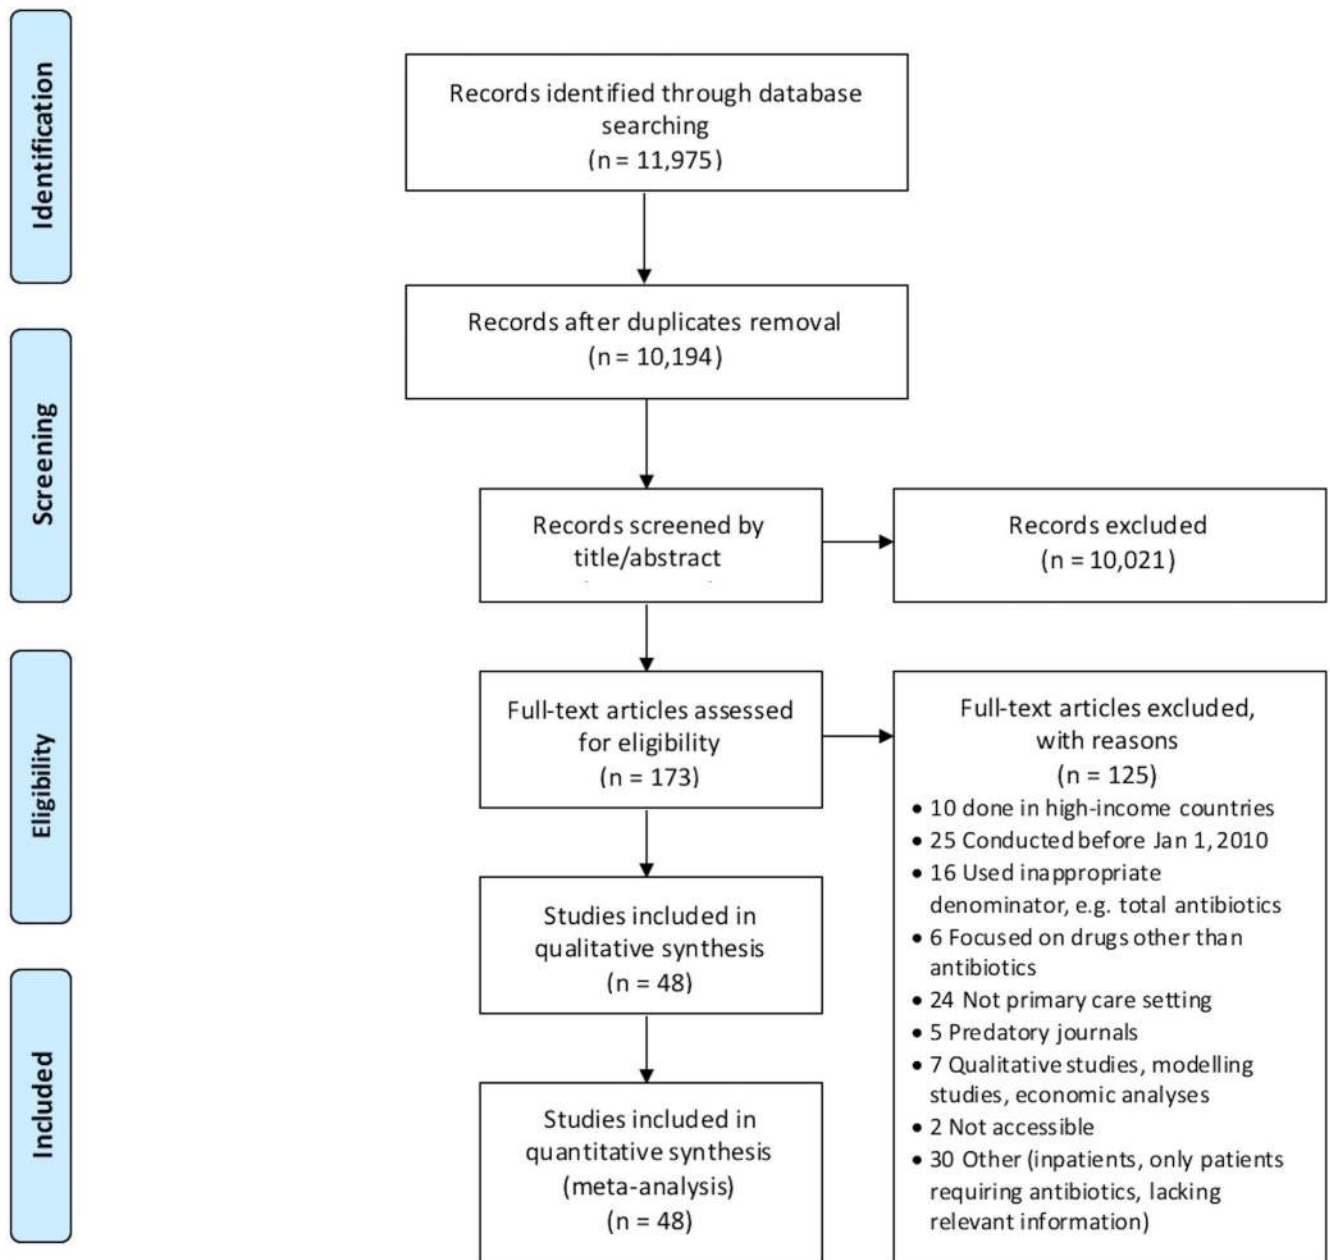 Identification
Records identified through database
searching
(n = 11,975)
Records after duplicates removal
(n = 10,194)
Screening
Records screened by
title/abstract
Records excluded
(n = 10,021)
Eligibility
Full-text articles assessed
for eligibility
(n = 173)
Full-text articles excluded,
with reasons
(n = 125)
• 10 done in high-income countries
• 25 Conducted before Jan 1, 2010
• 16 Used inappropriate
denominator, e.g. total antibiotics
• 6 Focused on drugs other than
antibiotics
• 24 Not primary care setting
• 5 Predatory journals
• 7 Qualitative studies, modelling
studies, economic analyses
• 2 Not accessible
• 30 Other (inpatients, only patients
requiring antibiotics, lacking
relevant information)
Studies included in
qualitative synthesis
(n = 48)
Included
Studies included in
quantitative synthesis
(meta-analysis)
(n = 48)